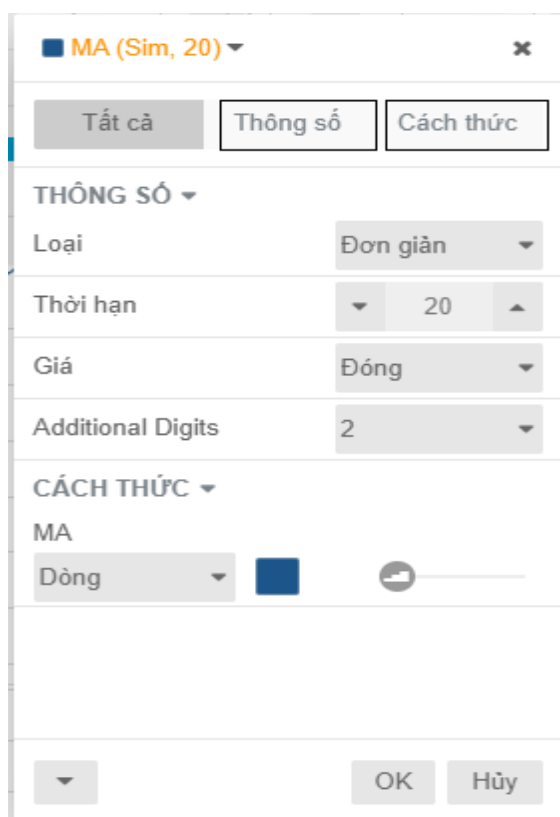 MA (Sim, 20)
Tất cả Thông số Cách thức
THÔNG SỐ
Loại Đơn giản
Thời hạn 20
Giá Đóng
Additional Digits 2
CÁCH THỨC
MA
Dòng
OK Hủy